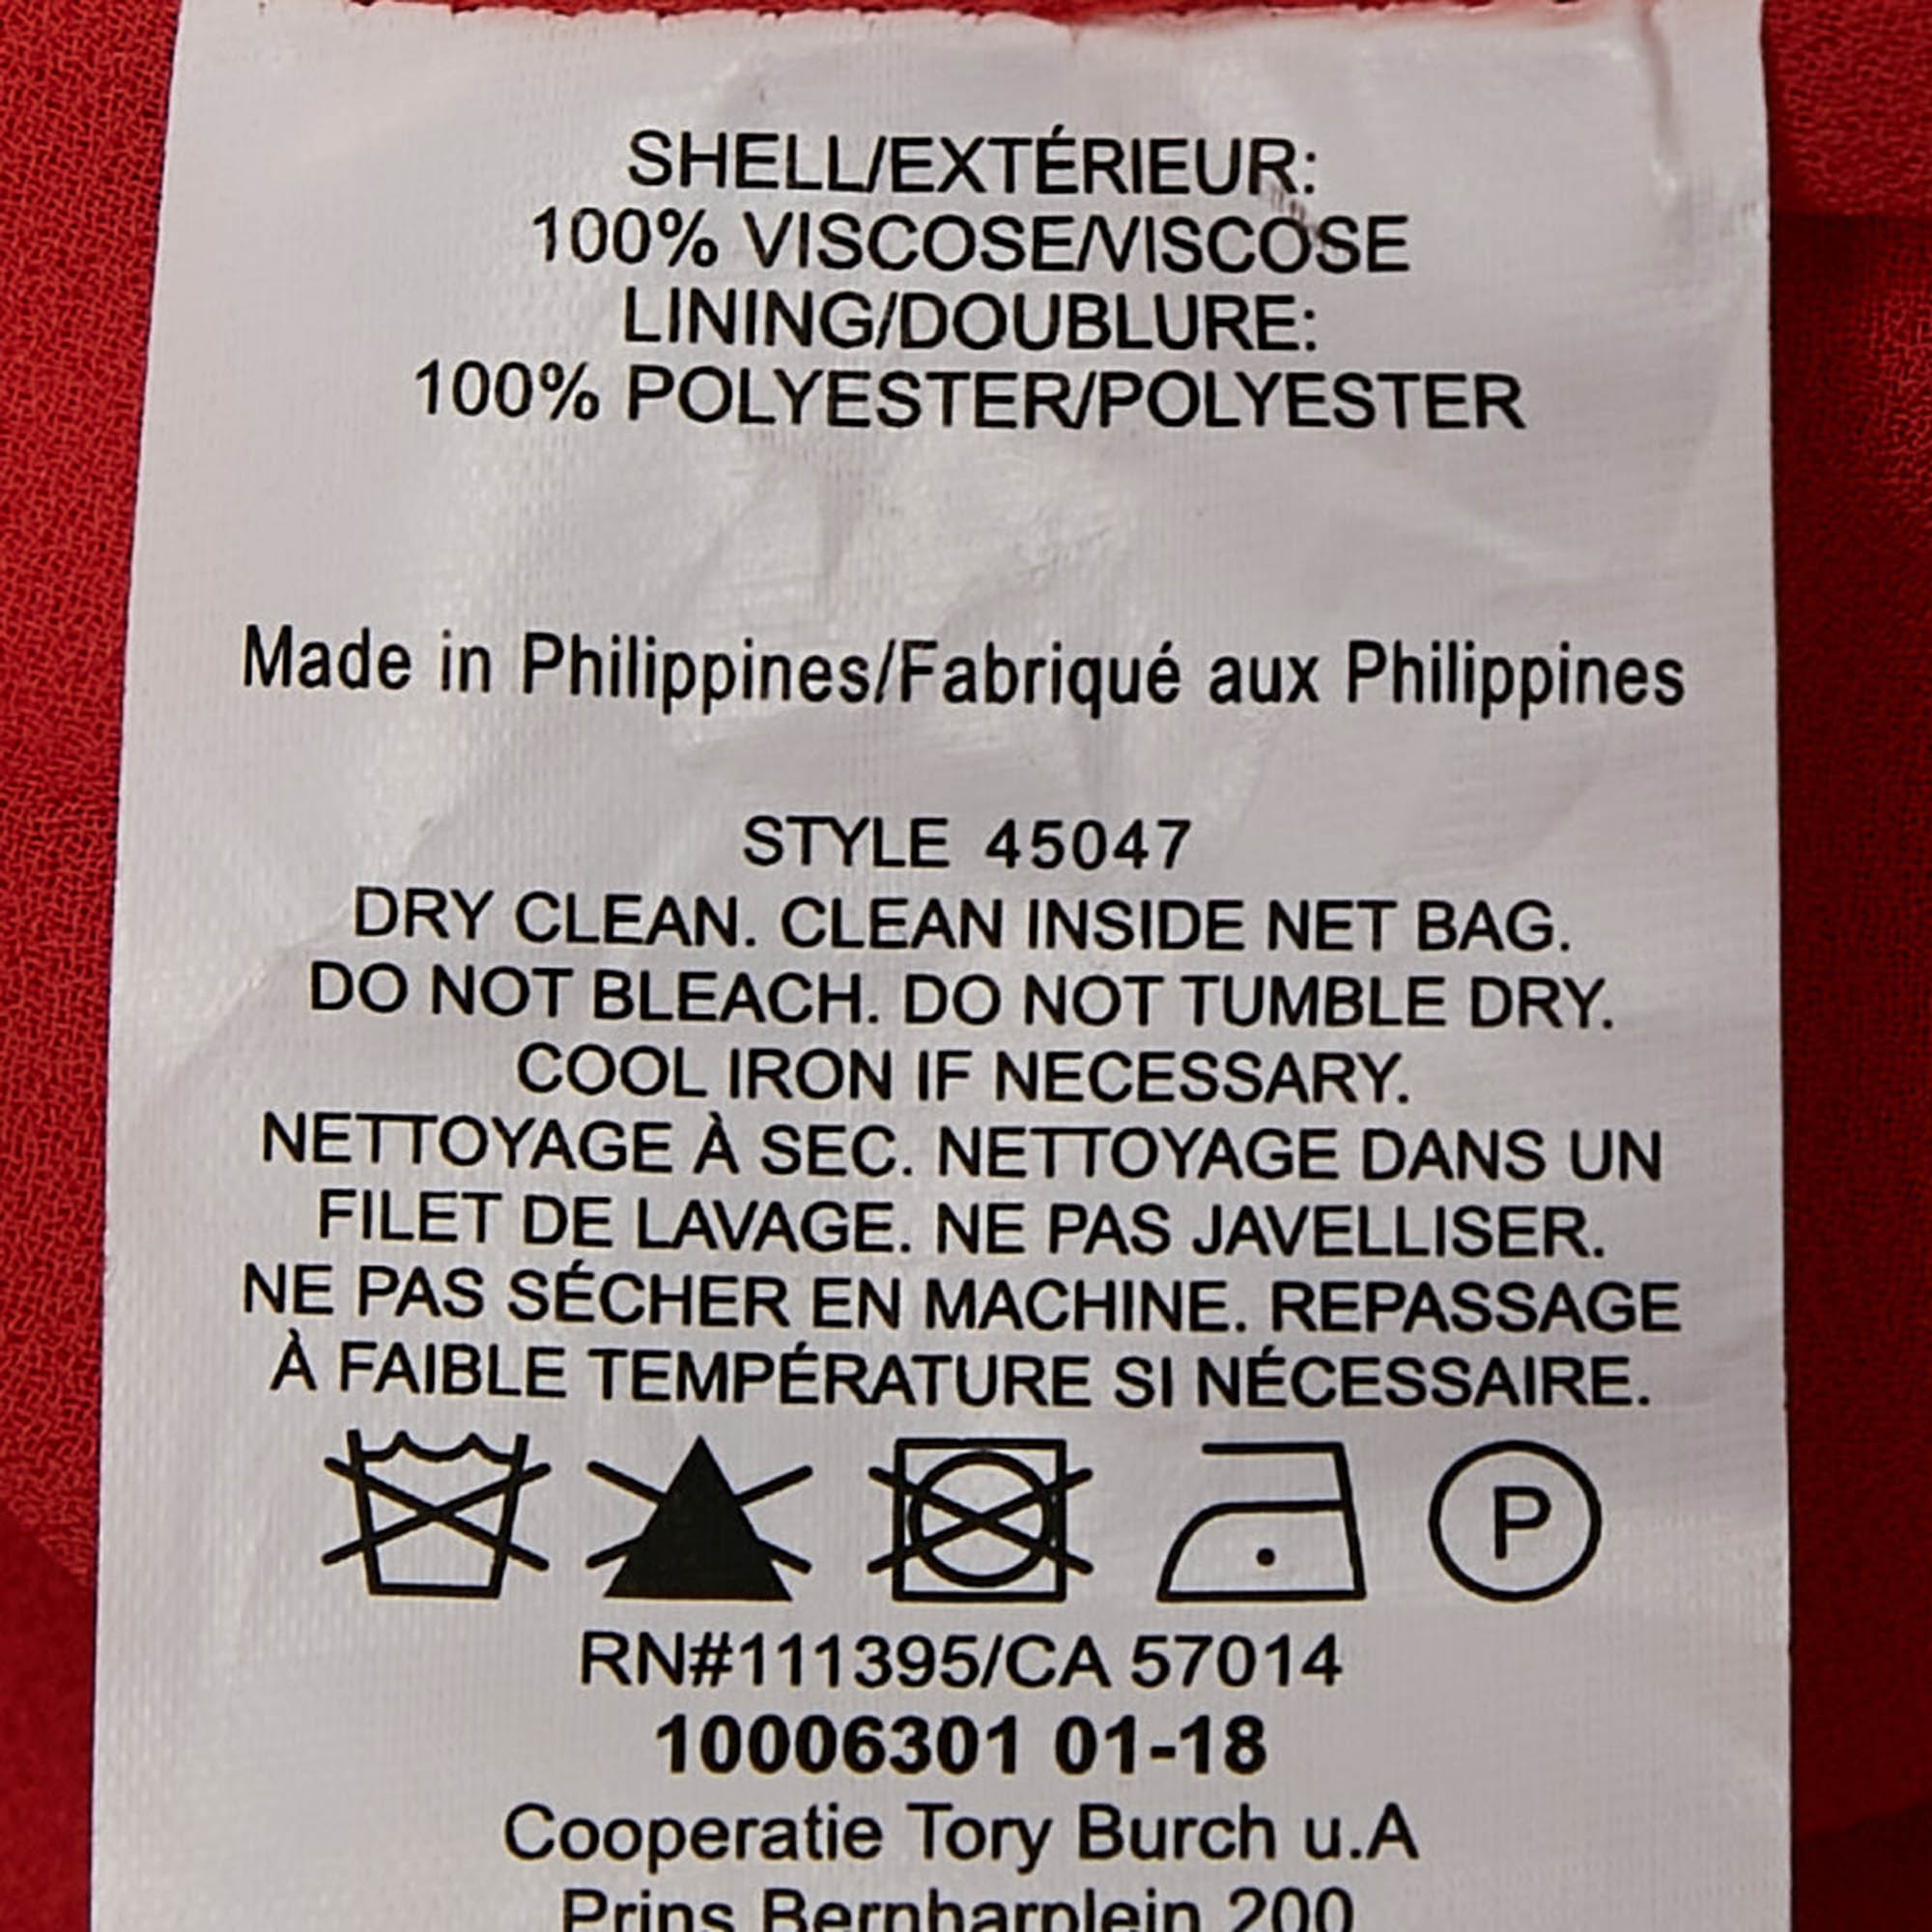 SHELL/EXTÉRIEUR:
100% VISCOSE/VISCOSE
LINING/DOUBLURE:
100% POLYESTER/POLYESTER
Made in Philippines/Fabriqué aux Philippines
STYLE 45047
DRY CLEAN. CLEAN INSIDE NET BAG.
DO NOT BLEACH. DO NOT TUMBLE DRY.
COOL IRON IF NECESSARY.
NETTOYAGE À SEC. NETTOYAGE DANS UN
FILET DE LAVAGE. NE PAS JAVELLISER.
NE PAS SÉCHER EN MACHINE. REPASSAGE
À FAIBLE TEMPÉRATURE SI NÉCESSAIRE.
P
RN#111395/CA 57014
10006301 01-18
Cooperatie Tory Burch u.A
Prins Bernharplein 200